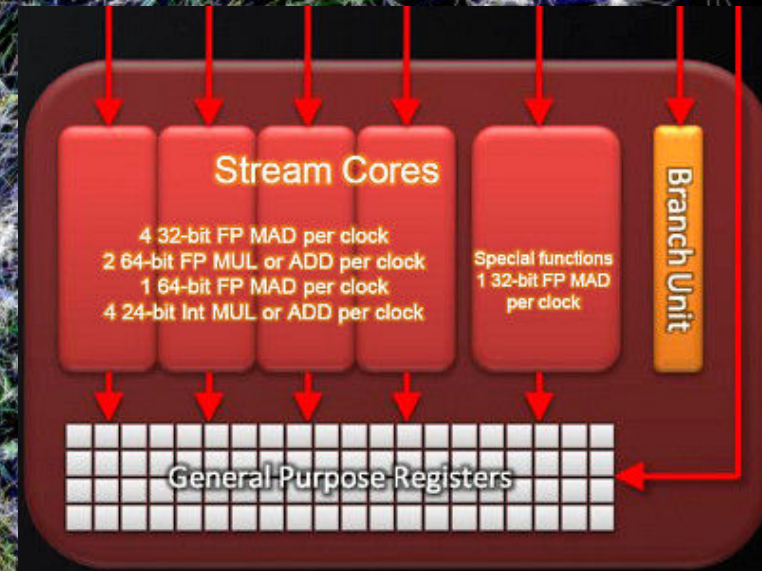 Stream Cores
4 32-bit FP MAD per clock
2 64-bit FP MUL or ADD per clock
1 64-bit FP MAD per clock
4 24-bit Int MUL or ADD per clock
Special functions
1 32-bit FP MAD
per clock
Branch Unit
General Purpose Registers